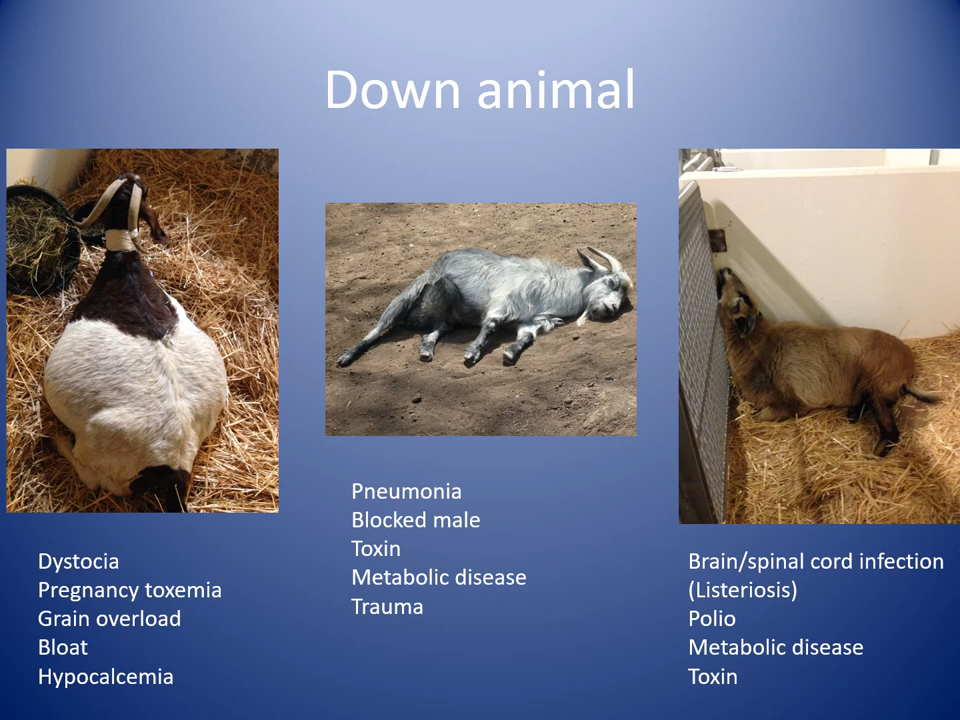 Down animal
Dystocia
Pregnancy toxemia
Grain overload
Bloat
Hypocalcemia
Pneumonia
Blocked male
Toxin
Metabolic disease
Trauma
Brain/spinal cord infection
(Listeriosis)
Polio
Metabolic disease
Toxin